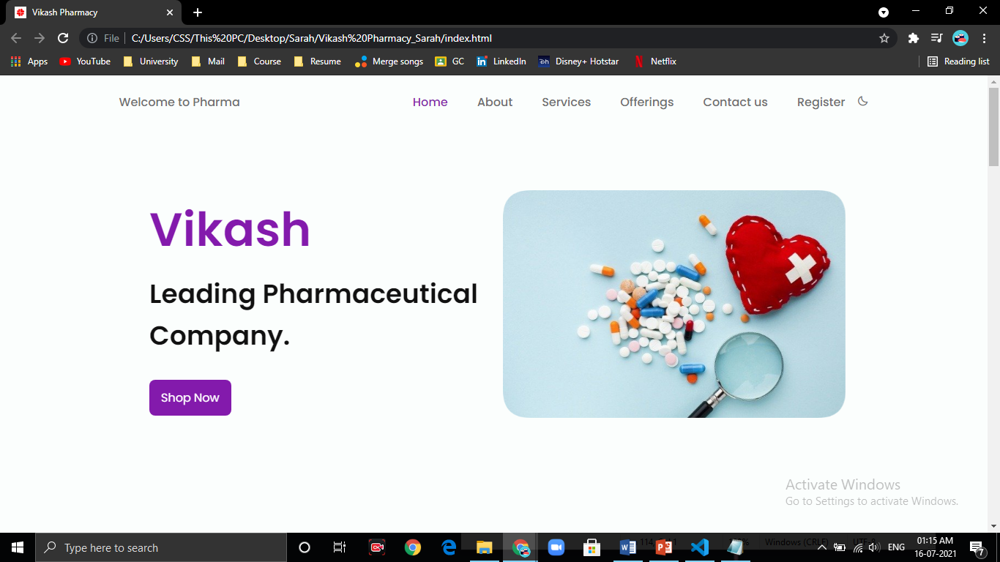 Vikash Pharmacy
File
C:/Users/CSS/This%20PC/Desktop/Sarah/Vikash%20Pharmacy_Sarah/index.html
Apps YouTube University Mail Course Resume Merge songs GC LinkedIn Disney+ Hotstar Netflix Reading list
Welcome to Pharma Home About Services Offerings Contact us Register
Vikash
Leading Pharmaceutical
Company.
Shop Now
Activate Windows
Go to Settings to activate Windows.
Type here to search
Windows (CRLF) UTF-8
ENG
01:15 AM
16-07-2021
7